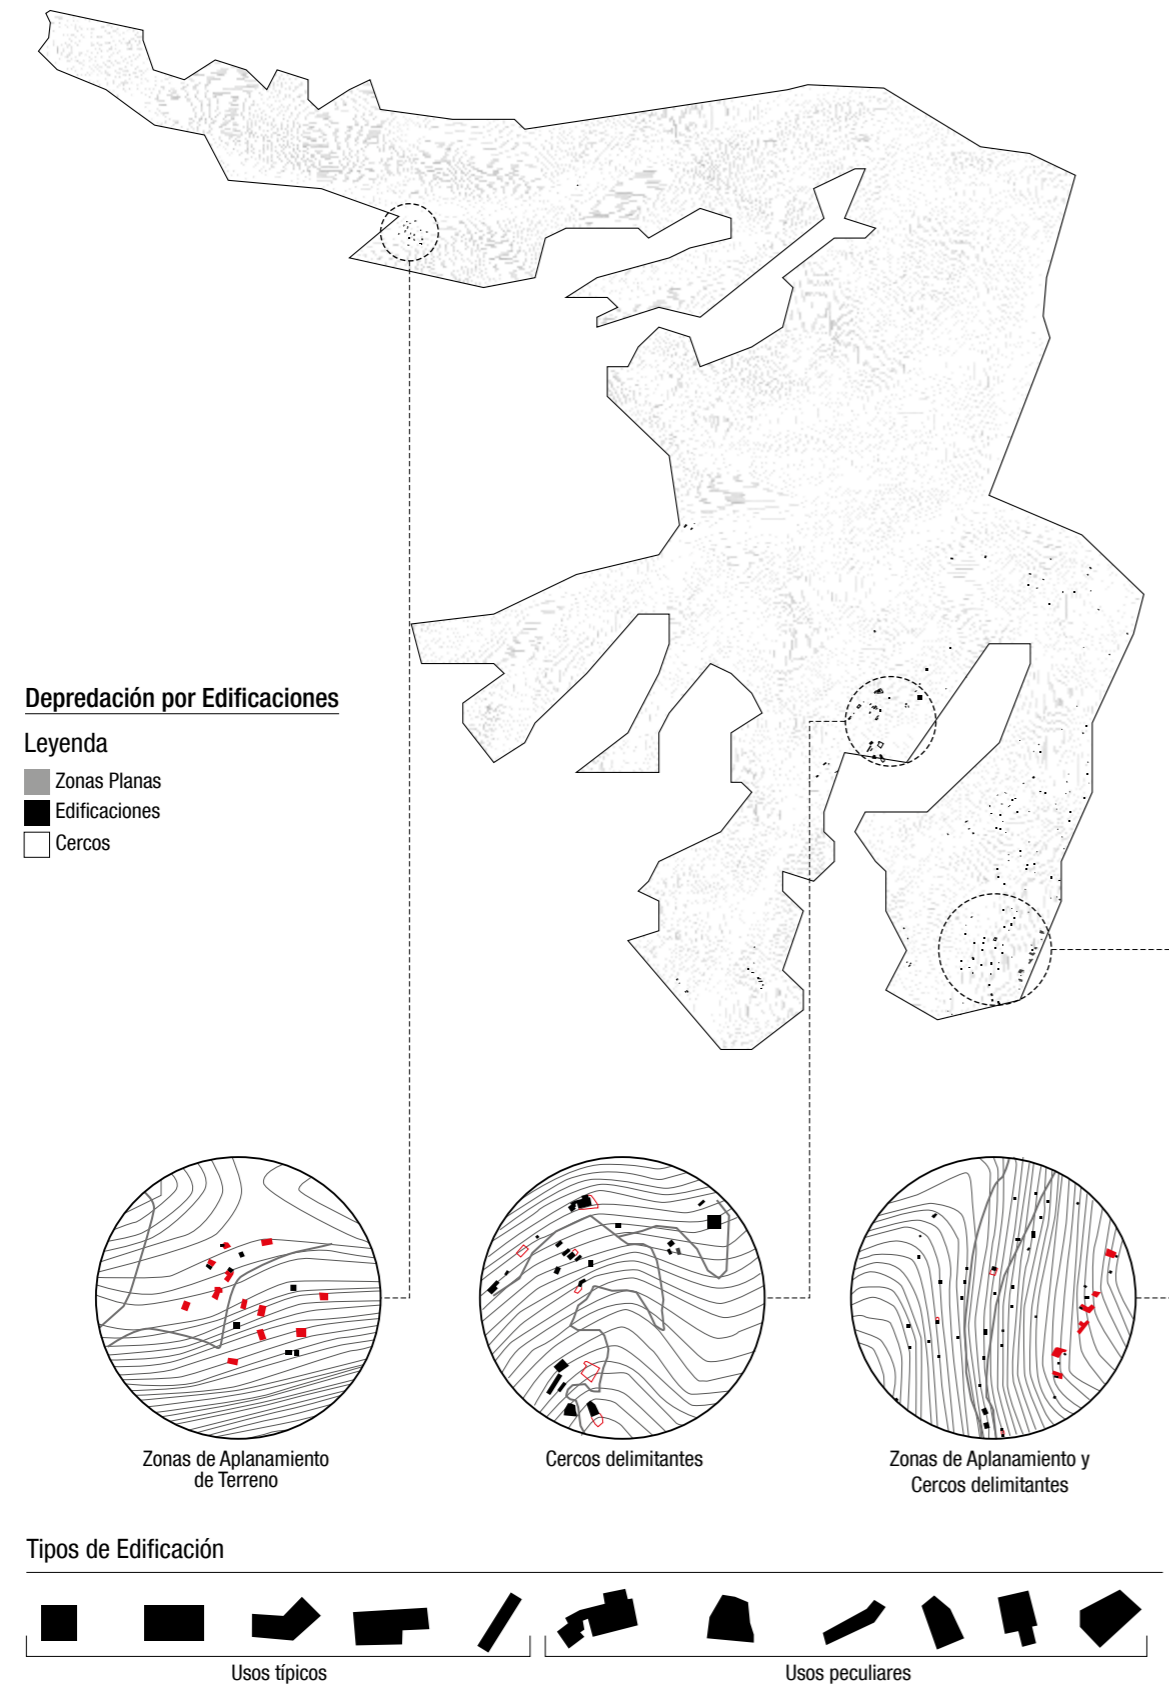 Depredación por Edificaciones
Leyenda
Zonas Planas
Edificaciones
Cercos
Zonas de Aplanamiento
de Terreno
Cercos delimitantes
Zonas de Aplanamiento y
Cercos delimitantes
Tipos de Edificación
Usos típicos
Usos peculiares